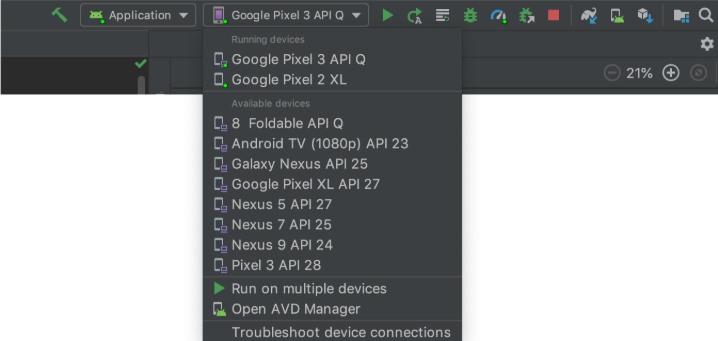 Application
Google Pixel 3 API Q
Running devices
Google Pixel 3 API Q
Google Pixel 2 XL
21%
Available devices
8 Foldable API Q
Android TV (1080p) API 23
Galaxy Nexus API 25
Google Pixel XL API 27
Nexus 5 API 27
Nexus 7 API 25
Nexus 9 API 24
Pixel 3 API 28
Run on multiple devices
Open AVD Manager
Troubleshoot device connections